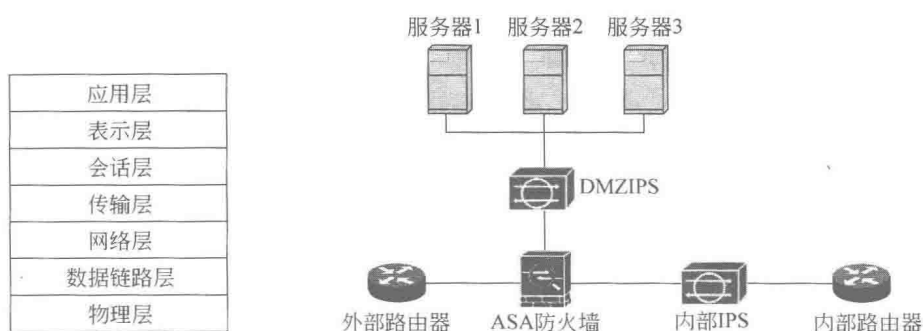 应用层
表示层
会话层
传输层
网络层
数据链路层
物理层
服务器1 服务器2 服务器3
DMZIPS
外部路由器 ASA防火墙 内部IPS 内部路由器